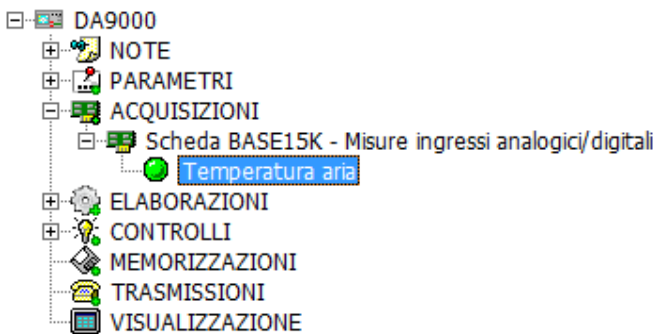 DA9000
NOTE
PARAMETRI
ACQUISIZIONI
Scheda BASE15K - Misure ingressi analogici/digitali
Temperatura aria
ELABORAZIONI
CONTROLLI
MEMORIZZAZIONI
TRASMISSIONI
VISUALIZZAZIONE